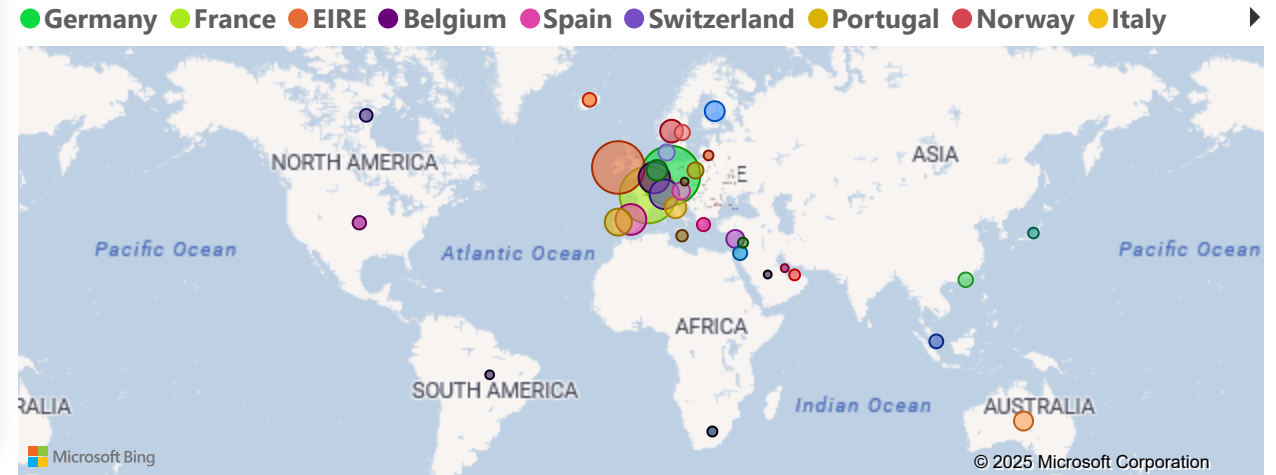 Germany France EIRE Belgium Spain Switzerland Portugal Norway Italy
NORTH AMERICA
ASIA
E
Pacific Ocean
Atlantic Ocean
Pacific Ocean
AFRICA
SOUTH AMERICA
Indian Ocean
AUSTRALIA
RALIA
Microsoft Bing
© 2025 Microsoft Corporation